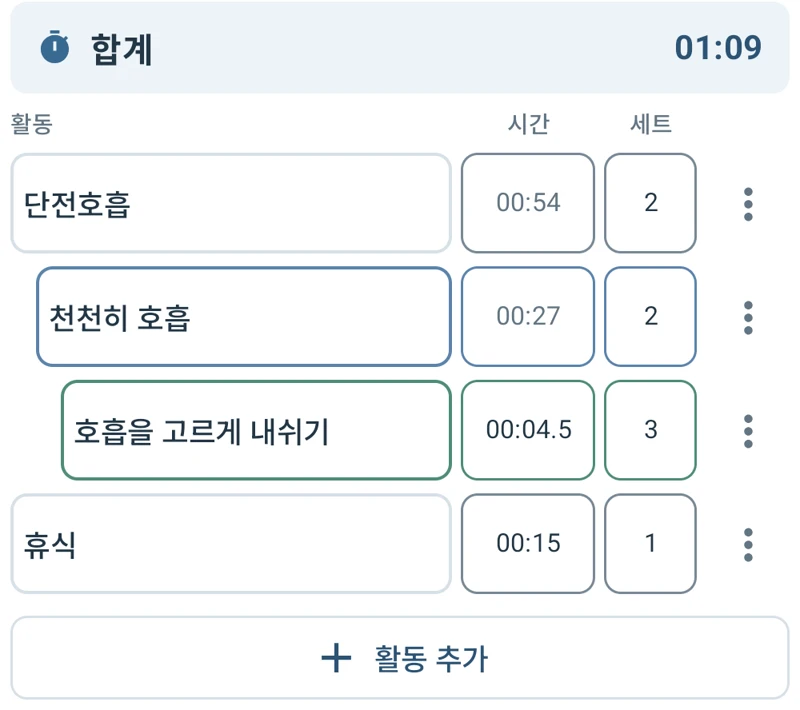 합계 01:09
활동 시간 세트
단전호흡 00:54 2
천천히 호흡 00:27 2
호흡을 고르게 내쉬기 00:04.5 3
휴식 00:15 1
+ 활동 추가